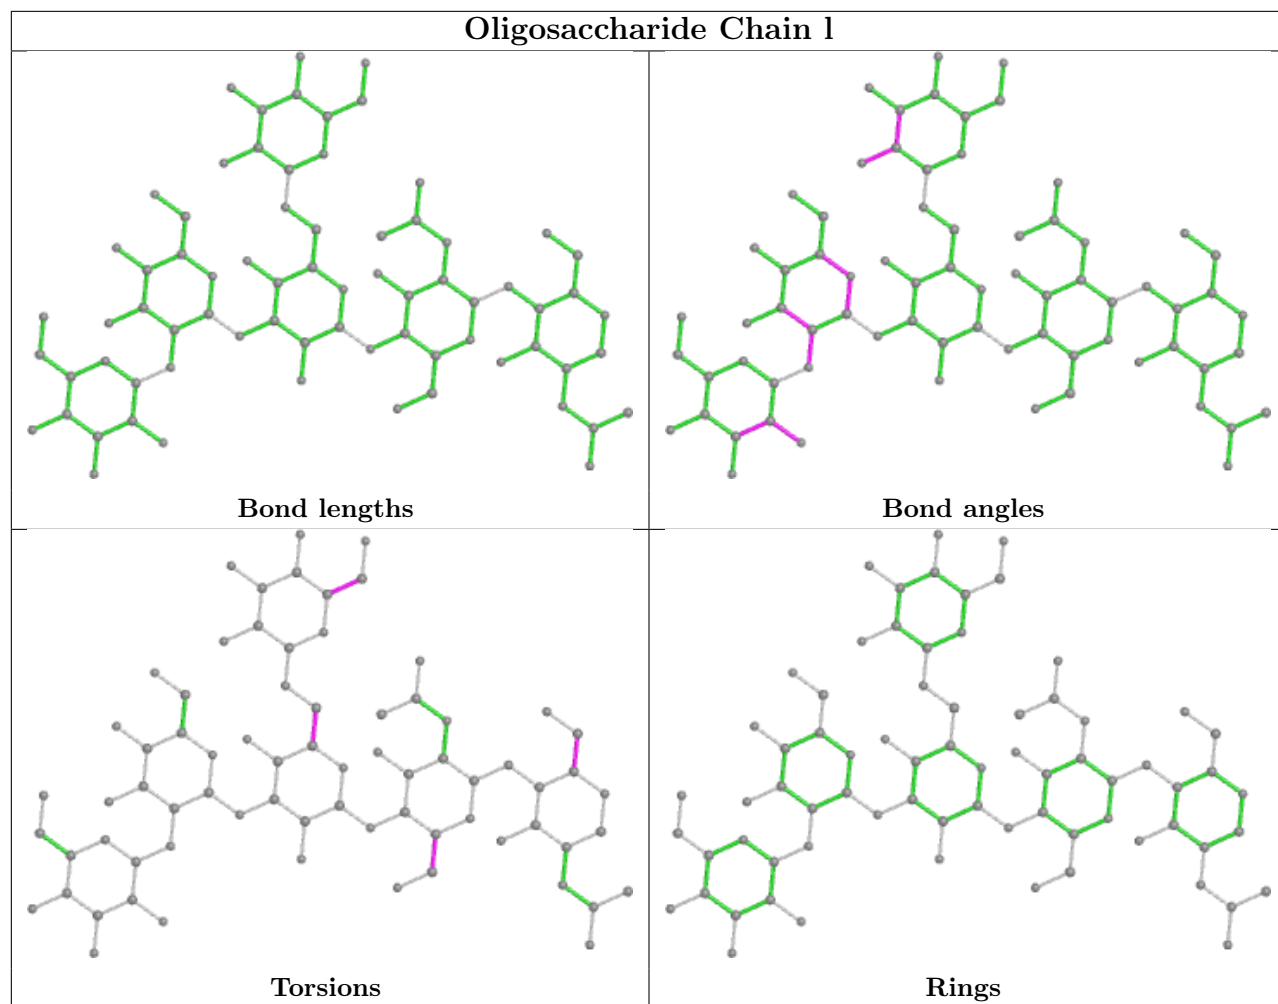 Oligosaccharide Chain l
Bond lengths
Bond angles
Torsions
Rings